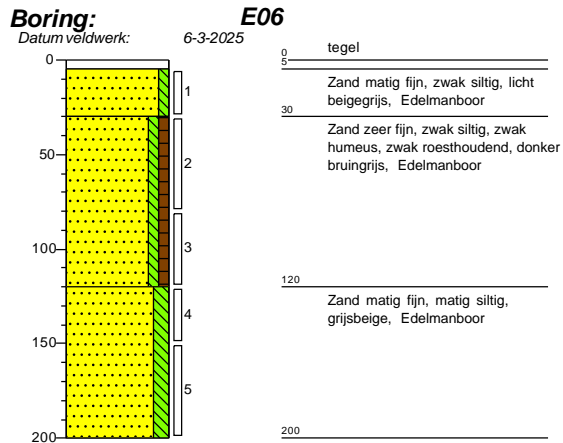 Boring: E06
Datum veldwerk: 6-3-2025
0
50
100
150
200
1
2
3
4
5
0
tegel
5
Zand matig fijn, zwak siltig, licht
beigegrijs, Edelmanboor
30
Zand zeer fijn, zwak siltig, zwak
humeus, zwak roesthoudend, donker
bruingrijs, Edelmanboor
120
Zand matig fijn, matig siltig,
grijsbeige, Edelmanboor
200